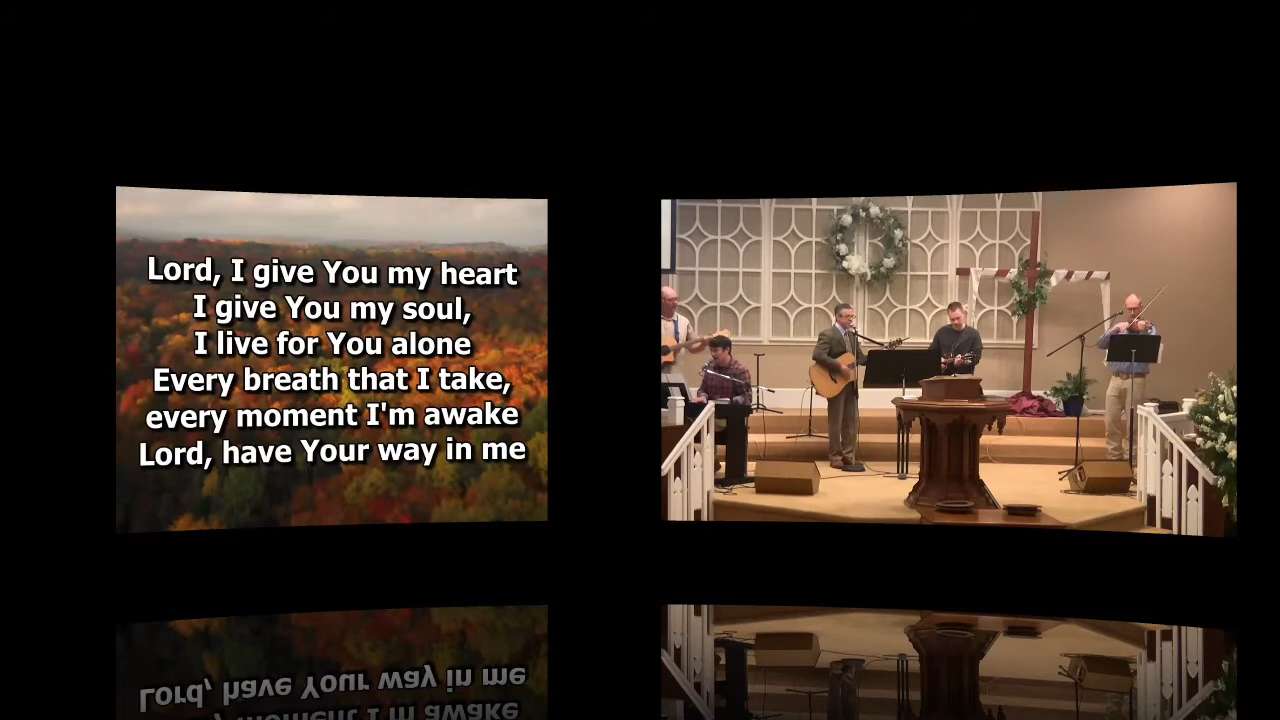 Lord, I give You my heart
I give You my soul,
I live for You alone
Every breath that I take,
every moment I'm awake
Lord, have Your way in me